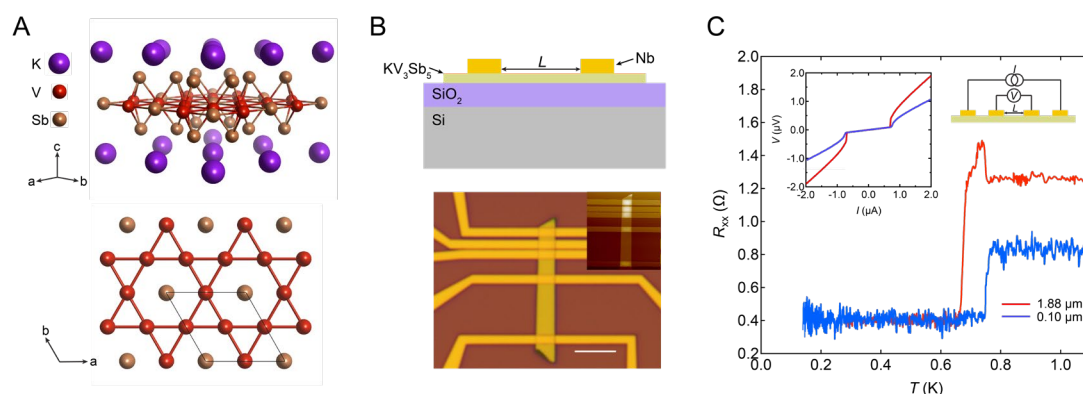 A
K
V
Sb
c
a
b
b
a
B
L
Nb
KV₃Sb₅
SiO₂
Si
C
I
V
L
2.0
1.0
0.0
-1.0
-2.0
V (μV)
-2.0 -1.0 0.0 1.0 2.0
I (μA)
1.8
1.6
1.4
1.2
1.0
0.8
0.6
0.4
0.2
Rxx (Ω)
1.88 μm
0.10 μm
0.0 0.2 0.4 0.6 0.8 1.0
T (K)